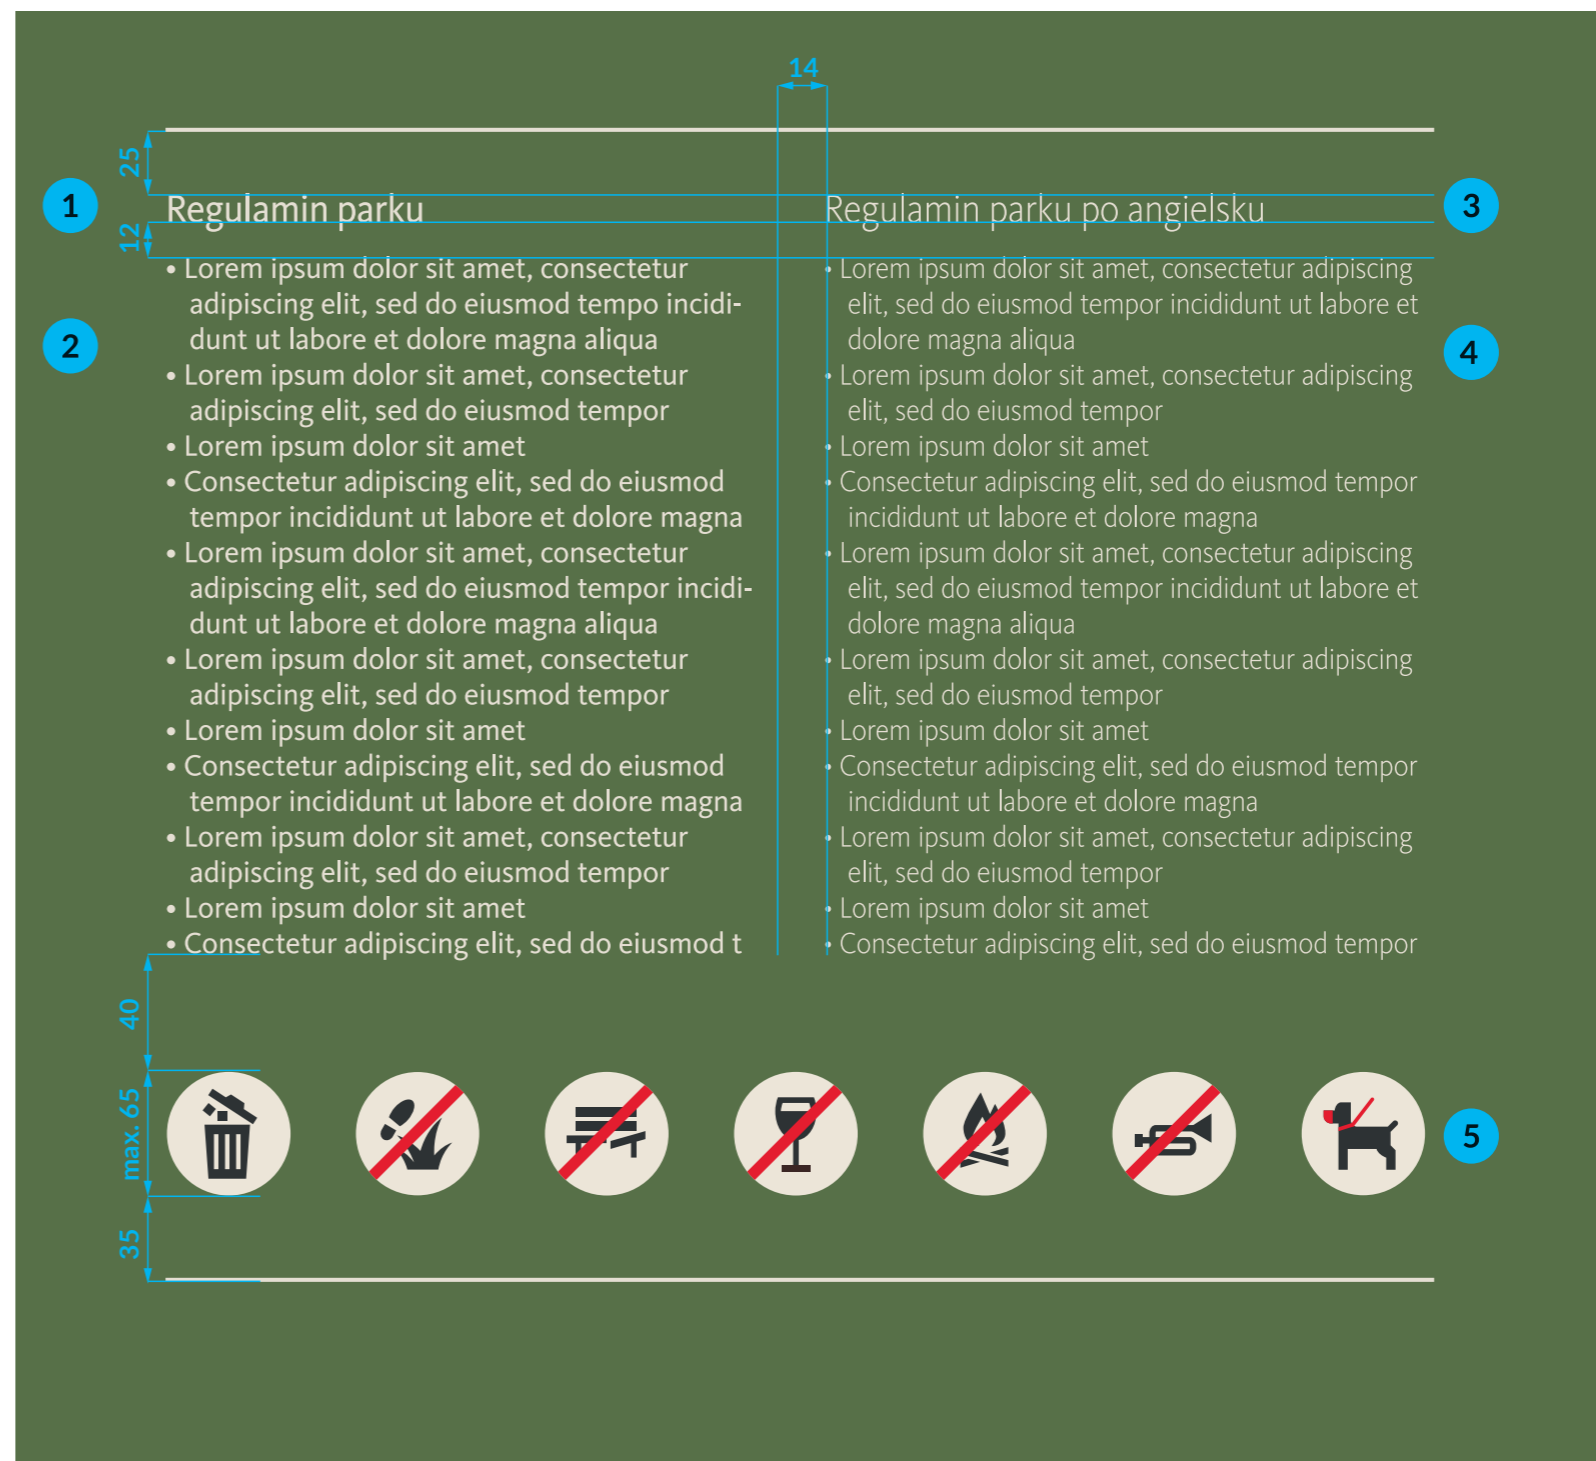 14
25
1
Regulamin parku
12
• Lorem ipsum dolor sit amet, consectetur
adipiscing elit, sed do eiusmod tempo incidi-
dunt ut labore et dolore magna aliqua
2
• Lorem ipsum dolor sit amet, consectetur
adipiscing elit, sed do eiusmod tempor
• Lorem ipsum dolor sit amet
• Consectetur adipiscing elit, sed do eiusmod
tempor incididunt ut labore et dolore magna
• Lorem ipsum dolor sit amet, consectetur
adipiscing elit, sed do eiusmod tempor incidi-
dunt ut labore et dolore magna aliqua
• Lorem ipsum dolor sit amet, consectetur
adipiscing elit, sed do eiusmod tempor
• Lorem ipsum dolor sit amet
• Consectetur adipiscing elit, sed do eiusmod
tempor incididunt ut labore et dolore magna
• Lorem ipsum dolor sit amet, consectetur
adipiscing elit, sed do eiusmod tempor
• Lorem ipsum dolor sit amet
• Consectetur adipiscing elit, sed do eiusmod t
Regulamin parku po angielsku
3
• Lorem ipsum dolor sit amet, consectetur adipiscing
elit, sed do eiusmod tempor incididunt ut labore et
dolore magna aliqua
4
• Lorem ipsum dolor sit amet, consectetur adipiscing
elit, sed do eiusmod tempor
• Lorem ipsum dolor sit amet
• Consectetur adipiscing elit, sed do eiusmod tempor
incididunt ut labore et dolore magna
• Lorem ipsum dolor sit amet, consectetur adipiscing
elit, sed do eiusmod tempor incididunt ut labore et
dolore magna aliqua
• Lorem ipsum dolor sit amet, consectetur adipiscing
elit, sed do eiusmod tempor
• Lorem ipsum dolor sit amet
• Consectetur adipiscing elit, sed do eiusmod tempor
incididunt ut labore et dolore magna
• Lorem ipsum dolor sit amet, consectetur adipiscing
elit, sed do eiusmod tempor
• Lorem ipsum dolor sit amet
• Consectetur adipiscing elit, sed do eiusmod tempor
40
max. 65
5
35